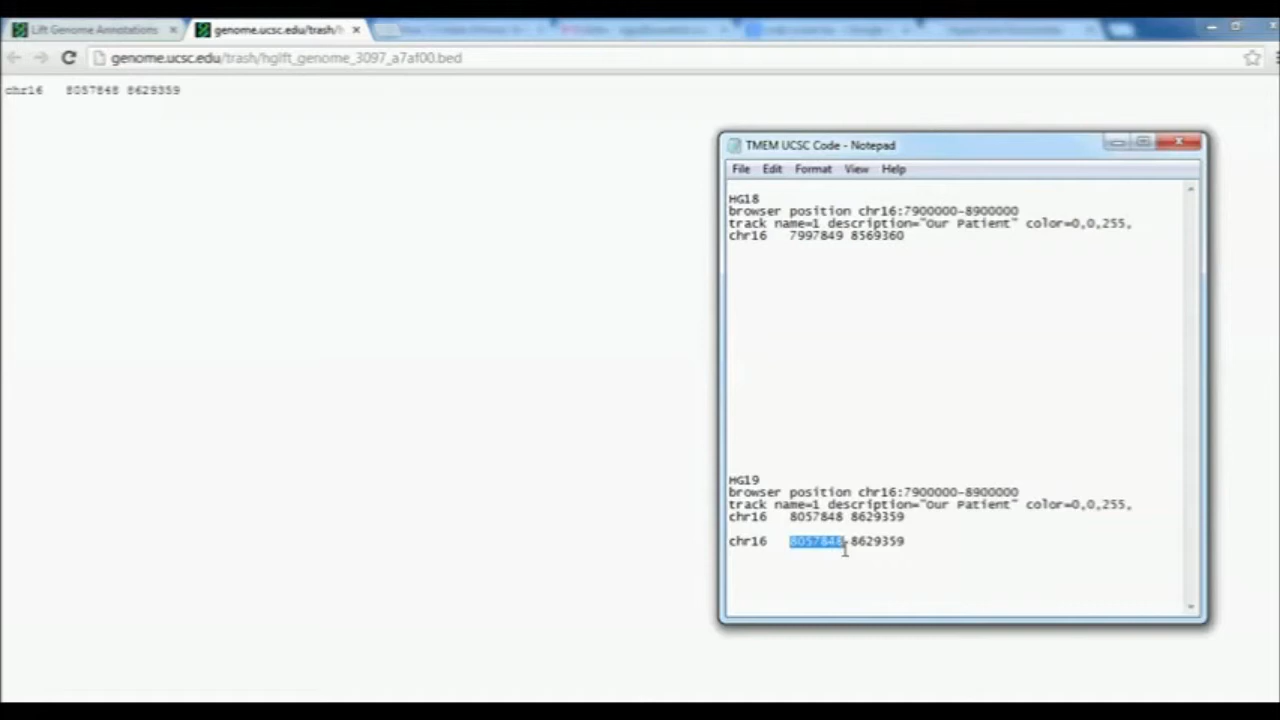 Lift Genome Annotations
genome.ucsc.edu/trash/h
genome.ucsc.edu/trash/hglft_genome_3097_a7af00.bed
chr16 8057848 8629359
TMEM UCSC Code - Notepad
File Edit Format View Help
HG18
browser position chr16:7900000-8900000
track name=1 description="Our Patient" color=0,0,255,
chr16 7997849 8569360
HG19
browser position chr16:7900000-8900000
track name=1 description="Our Patient" color=0,0,255,
chr16 8057848 8629359
chr16 8057848-8629359